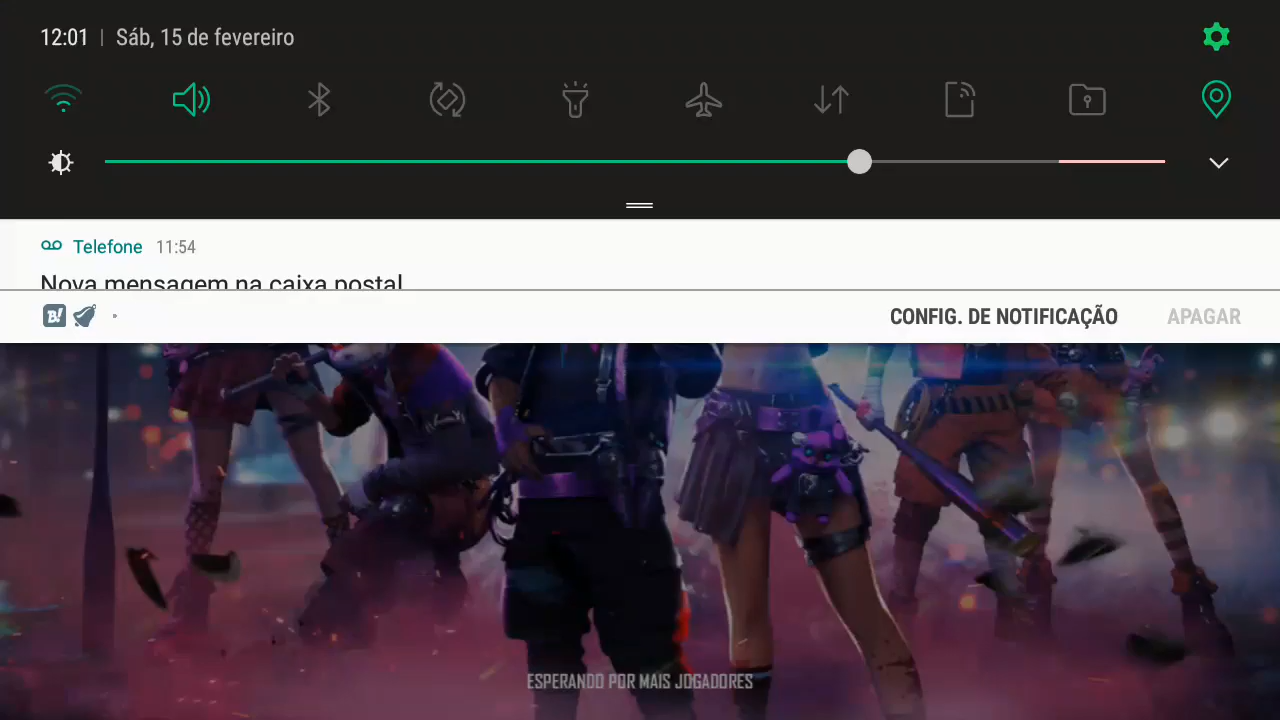 12:01 | Sáb, 15 de fevereiro
Telefone 11:54
Nova mensagem na caixa postal
B!
CONFIG. DE NOTIFICAÇÃO APAGAR
ESPERANDO POR MAIS JOGADORES